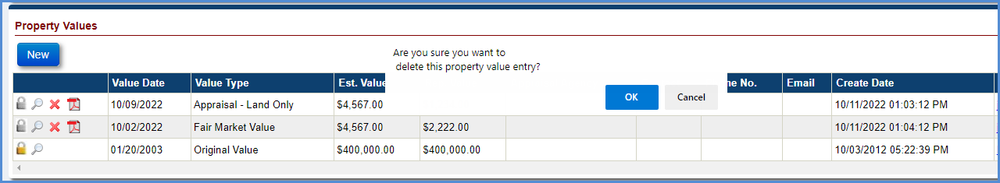 Property Values
New
Are you sure you want to
delete this property value entry?
OK Cancel
Value Date Value Type Est. Value No. Email Create Date
10/09/2022 Appraisal - Land Only $4,567.00 10/11/2022 01:03:12 PM
10/02/2022 Fair Market Value $4,567.00 $2,222.00 10/11/2022 01:04:12 PM
01/20/2003 Original Value $400,000.00 $400,000.00 10/03/2012 05:22:39 PM